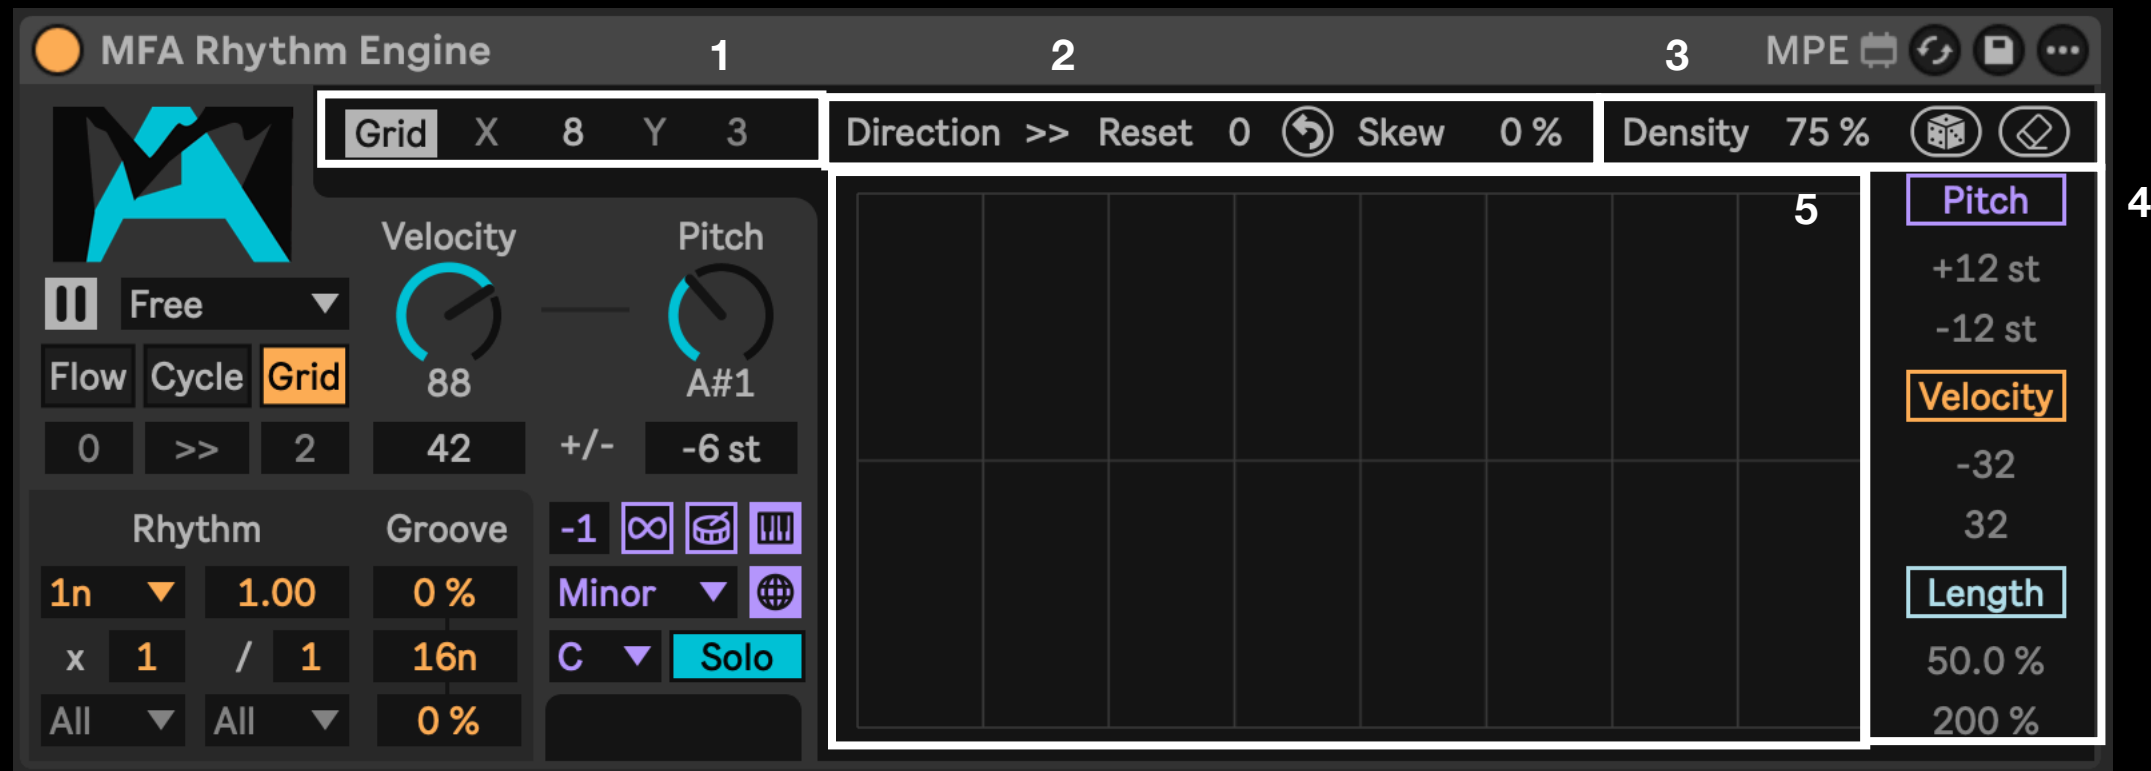 MFA Rhythm Engine 1 2 3 MPE
Grid X 8 Y 3 Direction >> Reset 0 Skew 0 % Density 75 %
Velocity Pitch
88 A#1
42 +/- -6 st
Free
Flow Cycle Grid
0 >> 2
Rhythm Groove
1n 1.00 0 %
x 1 / 1 16n
All All 0 %
-1
Minor
C Solo
5
4
Pitch
+12 st
-12 st
Velocity
-32
32
Length
50.0 %
200 %